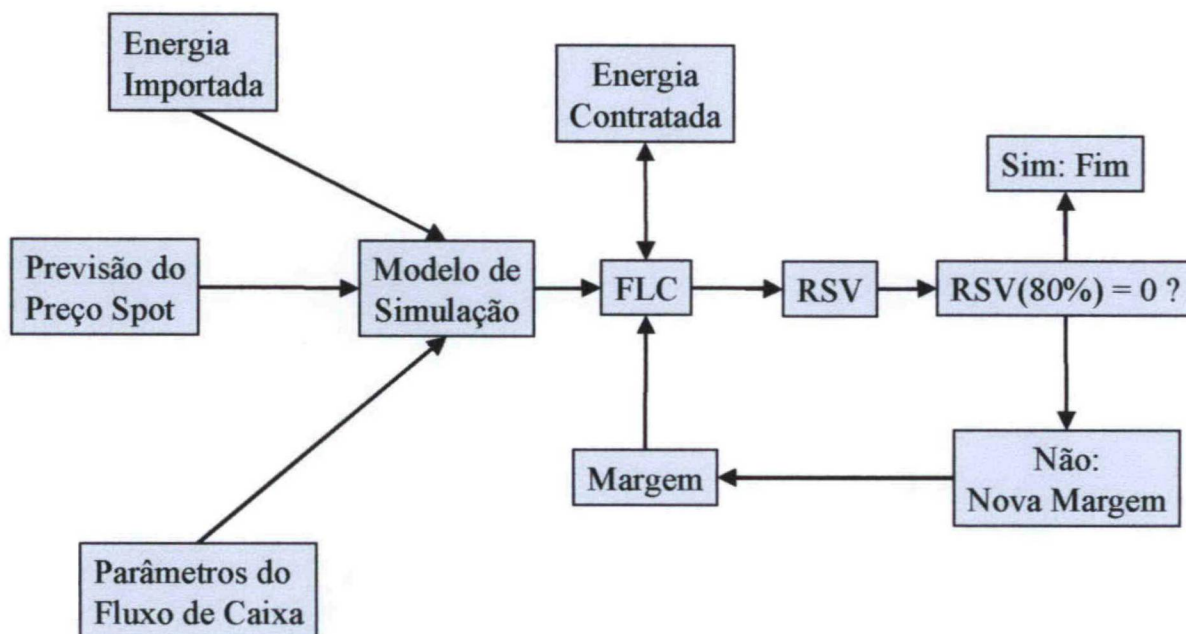 Energia
Importada
Energia
Contratada
Sim: Fim
Previsão do
Preço Spot
Modelo de
Simulação
FLC
RSV
RSV(80%) = 0 ?
Margem
Não:
Nova Margem
Parâmetros do
Fluxo de Caixa